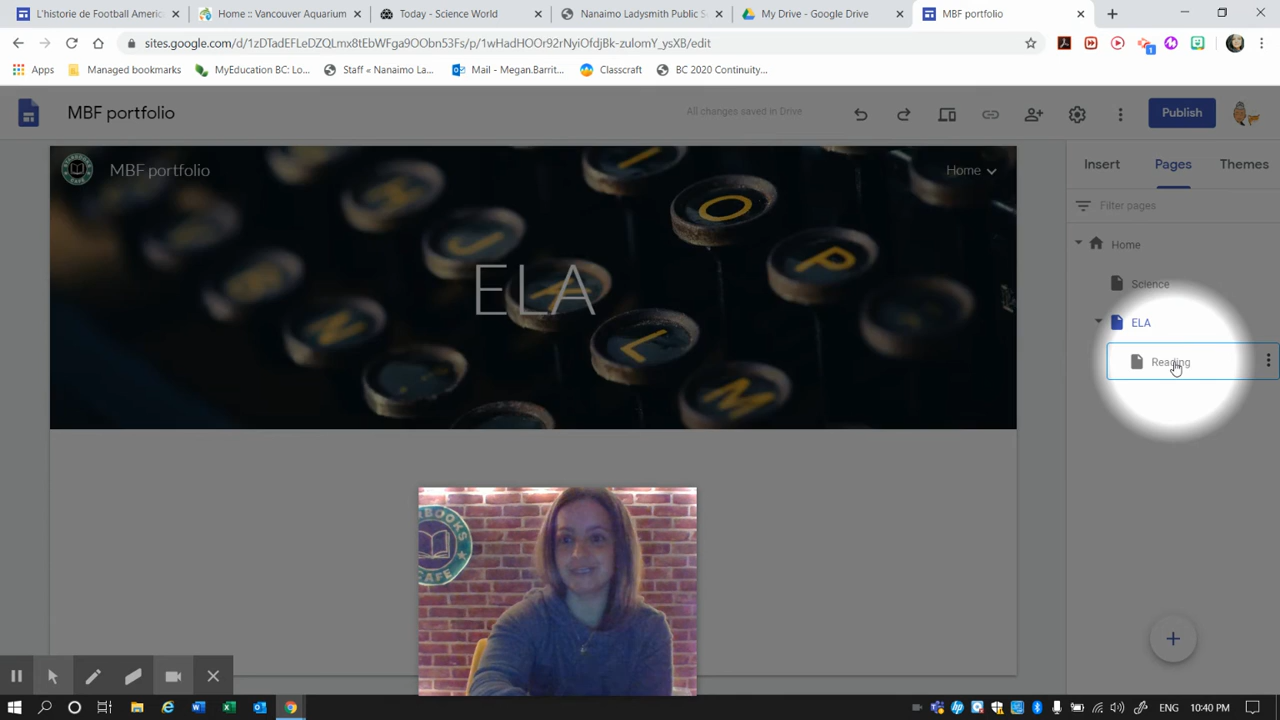 L'histoire de Football Americ
Home :: Vancouver Aquarium
Today - Science World
Nanaimo Ladysmith Public S
My Drive - Google Drive
MBF portfolio
sites.google.com/d/1zDTadEFLeDZQLmx8tEbWFga9OObn53Fs/p/1wHadHOOr92rNyiOfdjBk-zulomY_ysXB/edit
1
Apps
Managed bookmarks
MyEducation BC: Lo...
Staff « Nanaimo La...
Mail - Megan.Barrit...
Classcraft
BC 2020 Continuity...
MBF portfolio
All changes saved in Drive
Publish
Insert
Pages
Themes
MBF portfolio
Home
Filter pages
Home
Science
ELA
Reading
ELA
I
O
H
J
P
A
N
L
M
CAFE
ENG
10:40 PM